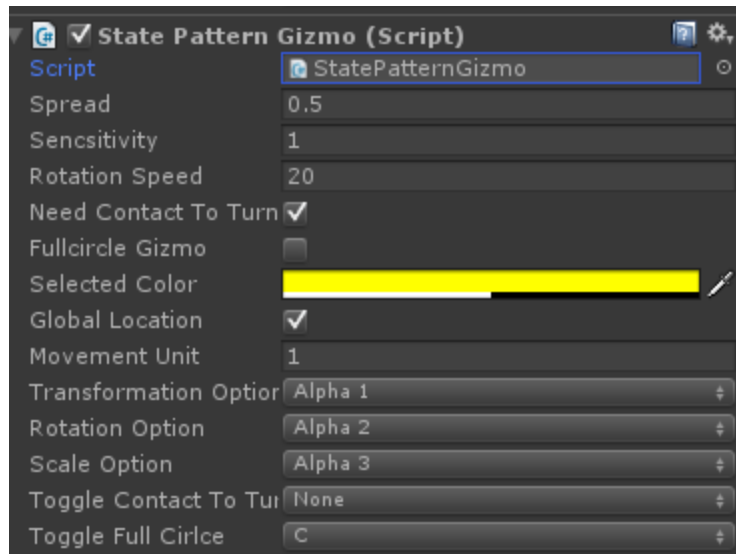 State Pattern Gizmo (Script)
Script StatePatternGizmo
Spread 0.5
Sencsitivity 1
Rotation Speed 20
Need Contact To Turn
Fullcircle Gizmo
Selected Color
Global Location
Movement Unit 1
Transformation Option Alpha 1
Rotation Option Alpha 2
Scale Option Alpha 3
Toggle Contact To Tur None
Toggle Full Cirlce C